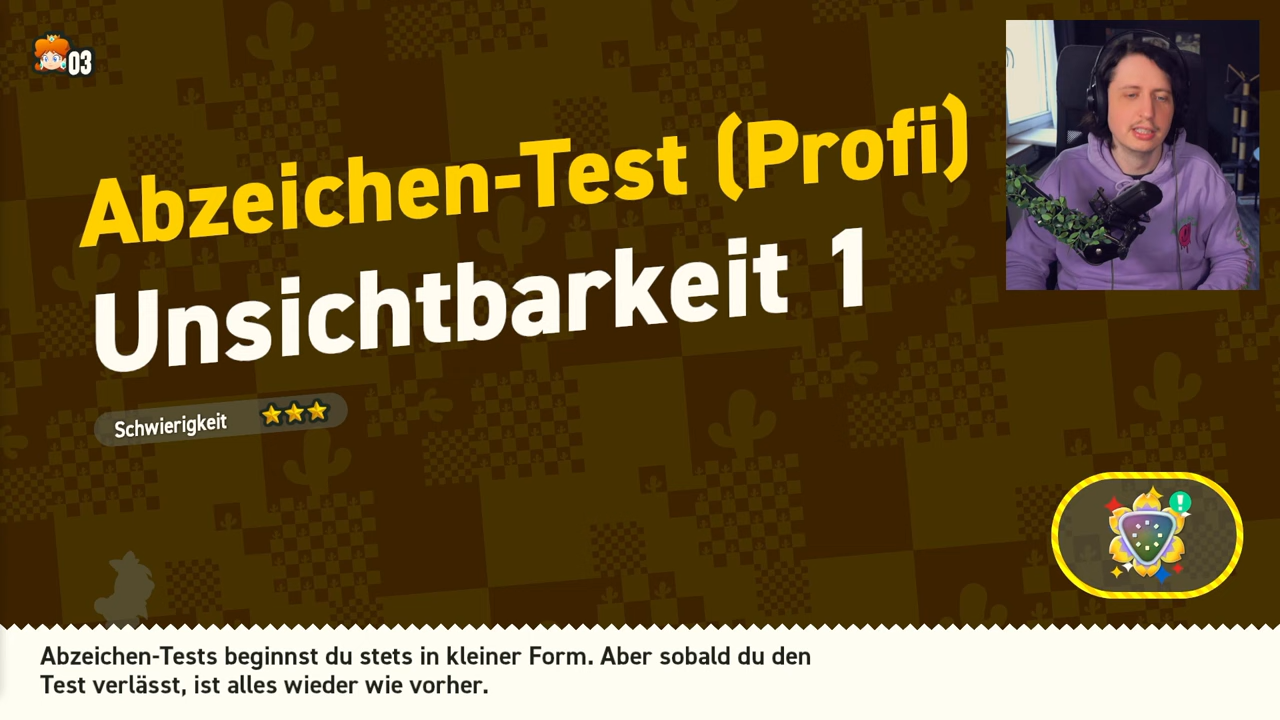 03
Abzeichen-Test (Profi)
Unsichtbarkeit 1
Schwierigkeit
!
Abzeichen-Tests beginnst du stets in kleiner Form. Aber sobald du den
Test verlässt, ist alles wieder wie vorher.